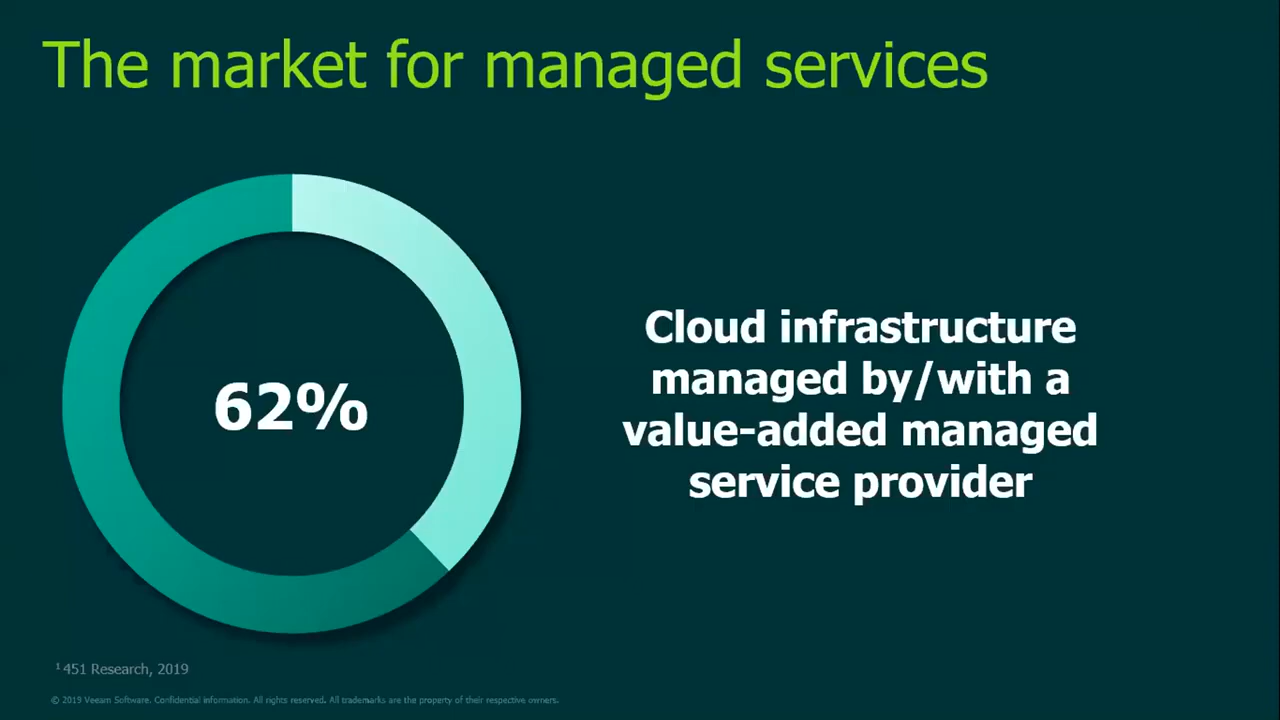 The market for managed services
62%
Cloud infrastructure
managed by/with a
value-added managed
service provider
¹ 451 Research, 2019
© 2019 Veeam Software. Confidential information. All rights reserved. All trademarks are the property of their respective owners.